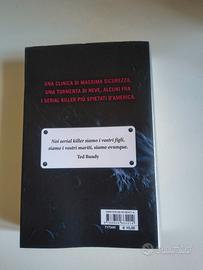 UNA CLINICA DI MASSIMA SICUREZZA,
UNA TORMENTA DI NEVE, ALCUNI FRA
I SERIAL KILLER PIÙ SPIETATI D'AMERICA.
Noi serial killer siamo i vostri figli,
siamo i vostri mariti, siamo ovunque.
Ted Bundy